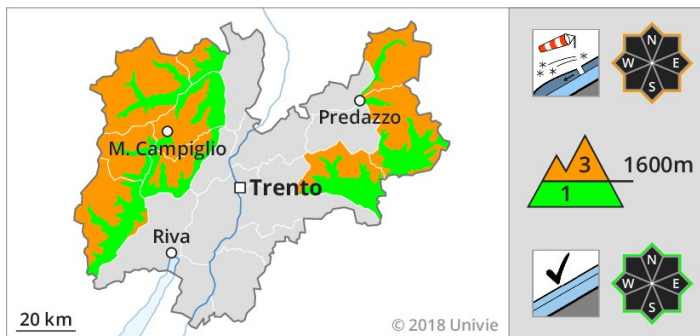 M. Campiglio
Predazzo
Trento
Riva
20 km
© 2018 Univie
N
W E
S
3 1600m
1
N
W E
S